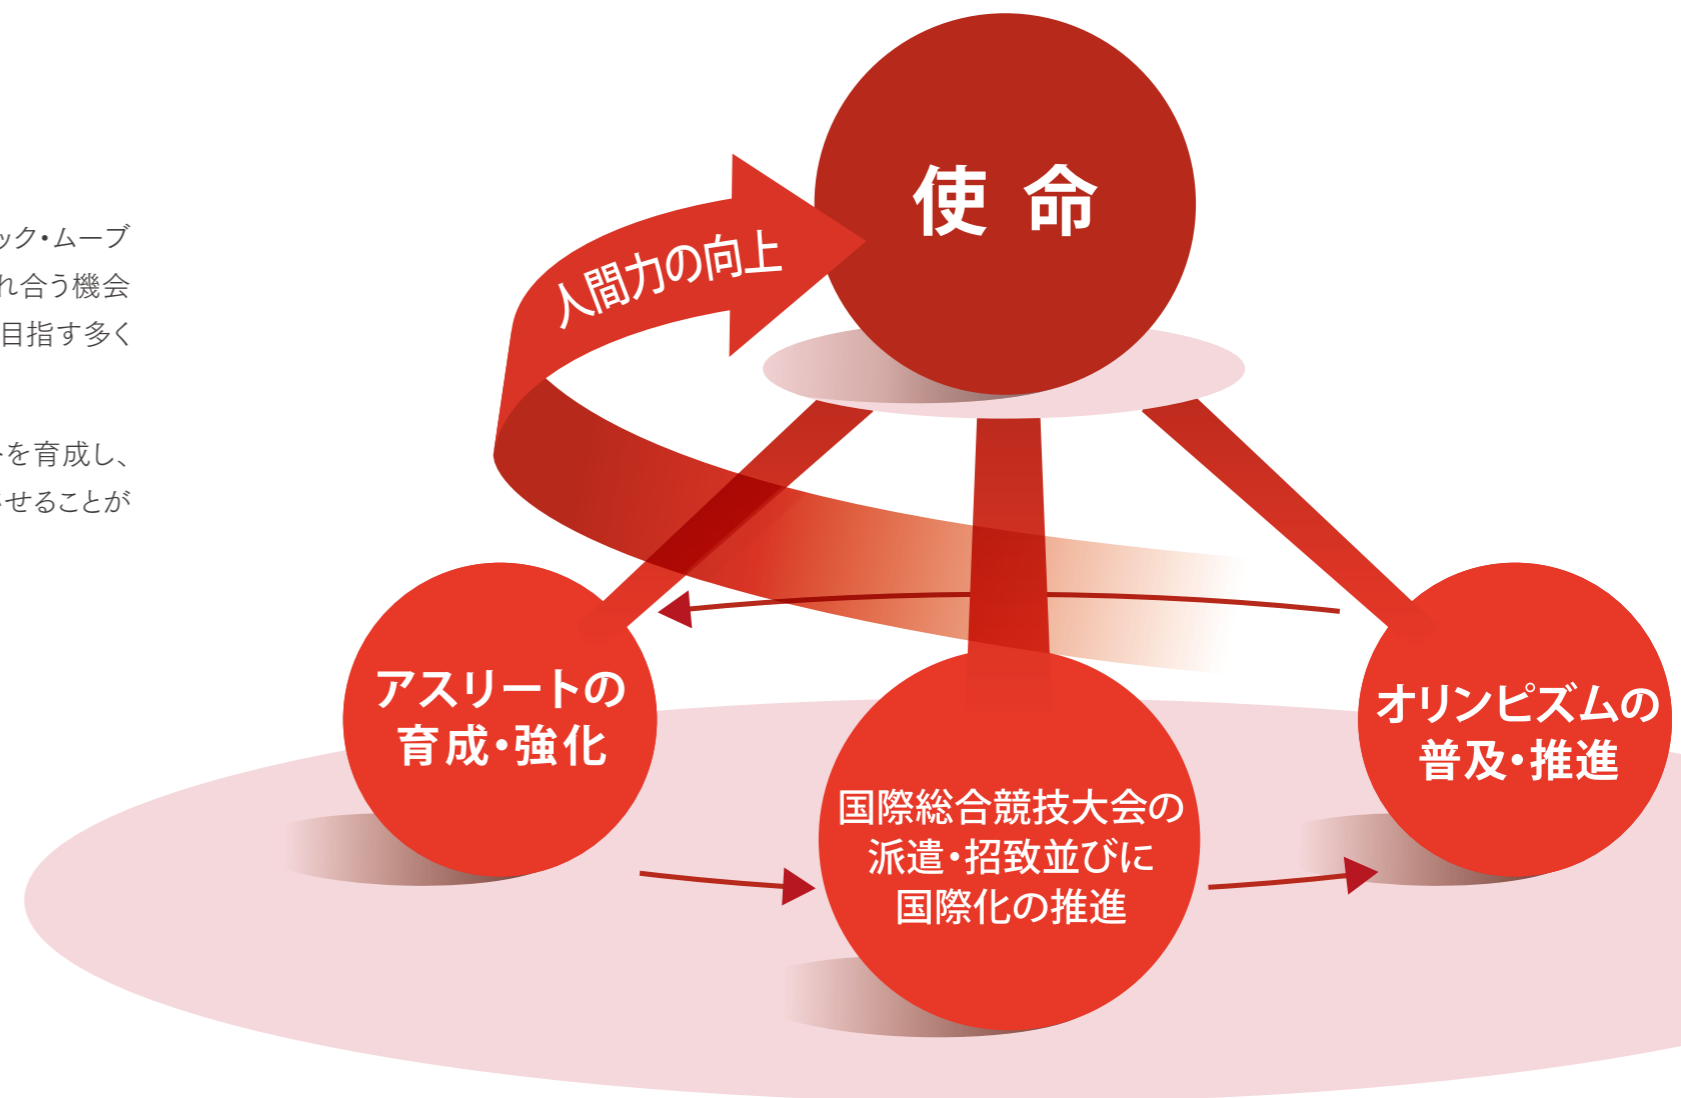 ック・ムーブ
れ合う機会
目指す多く
を育成し、
せることが
使命
人間力の向上
アスリートの
育成・強化
国際総合競技大会の
派遣・招致並びに
国際化の推進
オリンピズムの
普及・推進